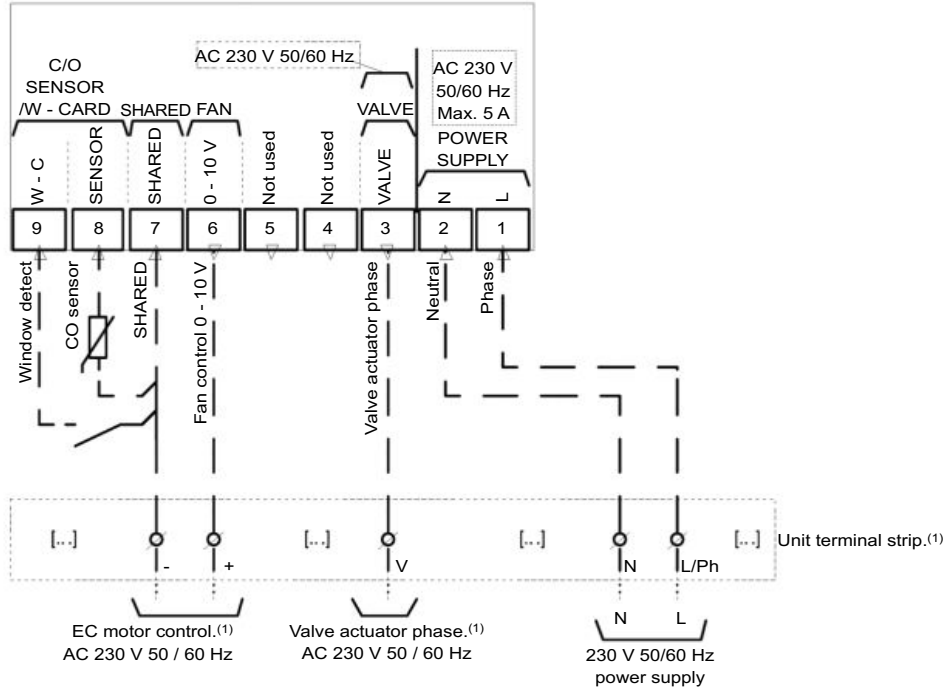 AC 230 V 50/60 Hz
AC 230 V
50/60 Hz
Max. 5 A
C/O
SENSOR
/W - CARD
SHARED
FAN
VALVE
POWER
SUPPLY
W - C
SENSOR
SHARED
0 - 10 V
Not used
Not used
VALVE
N
L
9
8
7
6
5
4
3
2
1
Window detect
CO sensor
SHARED
Fan control 0 - 10 V
Valve actuator phase
Neutral
Phase
[...]
[...]
[...]
[...]
Unit terminal strip.(1)
-
+
V
N
L/Ph
EC motor control.(1)
AC 230 V 50 / 60 Hz
Valve actuator phase.(1)
AC 230 V 50 / 60 Hz
N
L
230 V 50/60 Hz
power supply